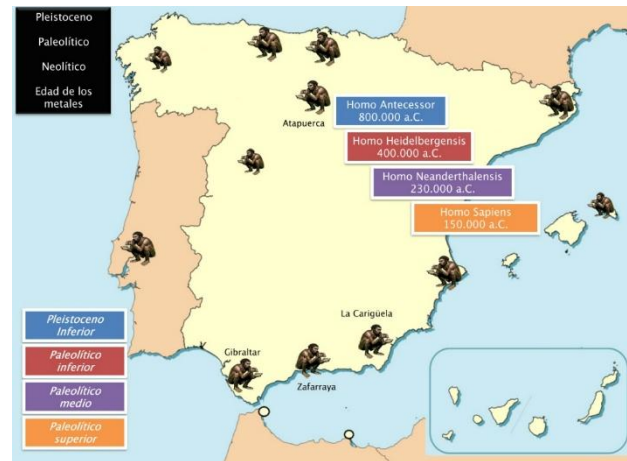 Pleistoceno
Paleolítico
Neolítico
Edad de los
metales
Atapuerca
Homo Antecessor
800.000 a.C.
Homo Heidelbergensis
400.000 a.C.
Homo Neanderthalensis
230.000 a.C.
Homo Sapiens
150.000 a.C.
La Carigüela
Gibraltar
Zafarraya
Pleistoceno
Inferior
Paleolítico
inferior
Paleolítico
medio
Paleolítico
superior